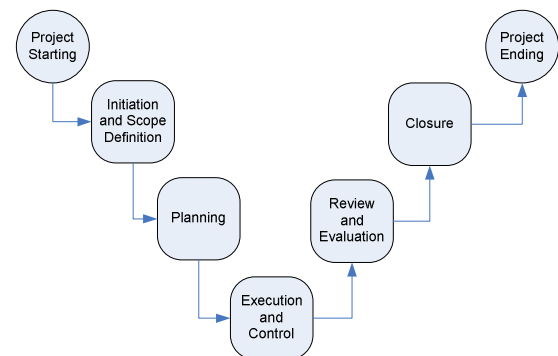 Project
Starting
Initiation
and Scope
Definition
Planning
Execution
and
Control
Review
and
Evaluation
Closure
Project
Ending